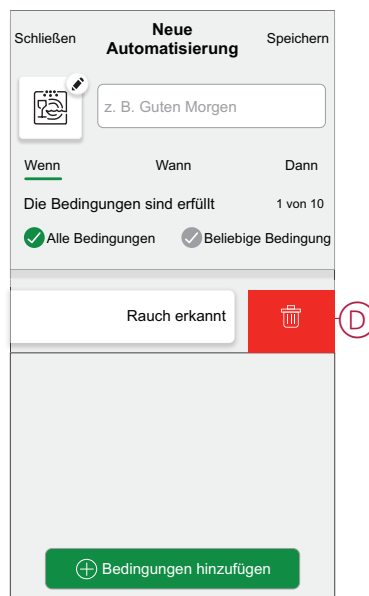 Schließen Neue Automatisierung Speichern
z. B. Guten Morgen
Wenn Wann Dann
Die Bedingungen sind erfüllt 1 von 10
Alle Bedingungen Beliebige Bedingung
Rauch erkannt
D
Bedingungen hinzufügen